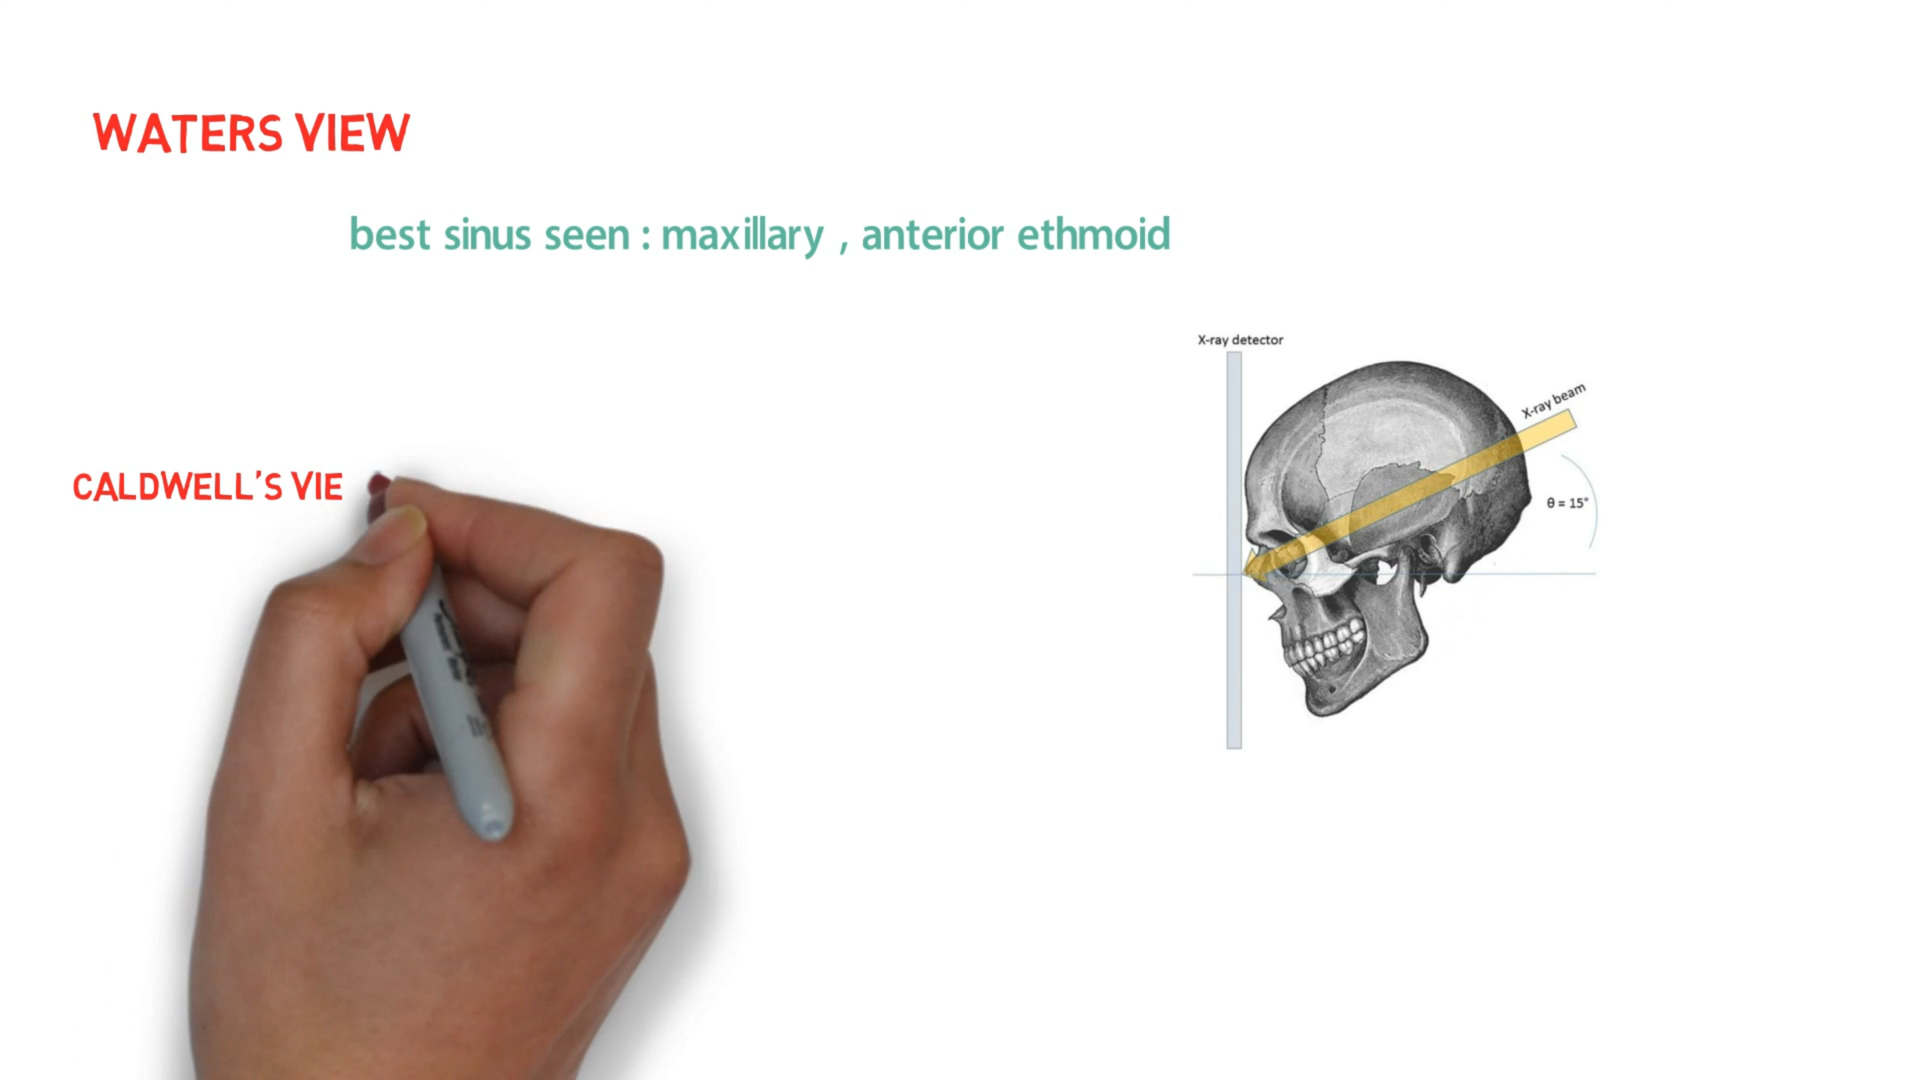 WATERS VIEW
best sinus seen : maxillary , anterior ethmoid
X-ray detector
X-ray beam
CALDWELL'S VIE
θ = 15°